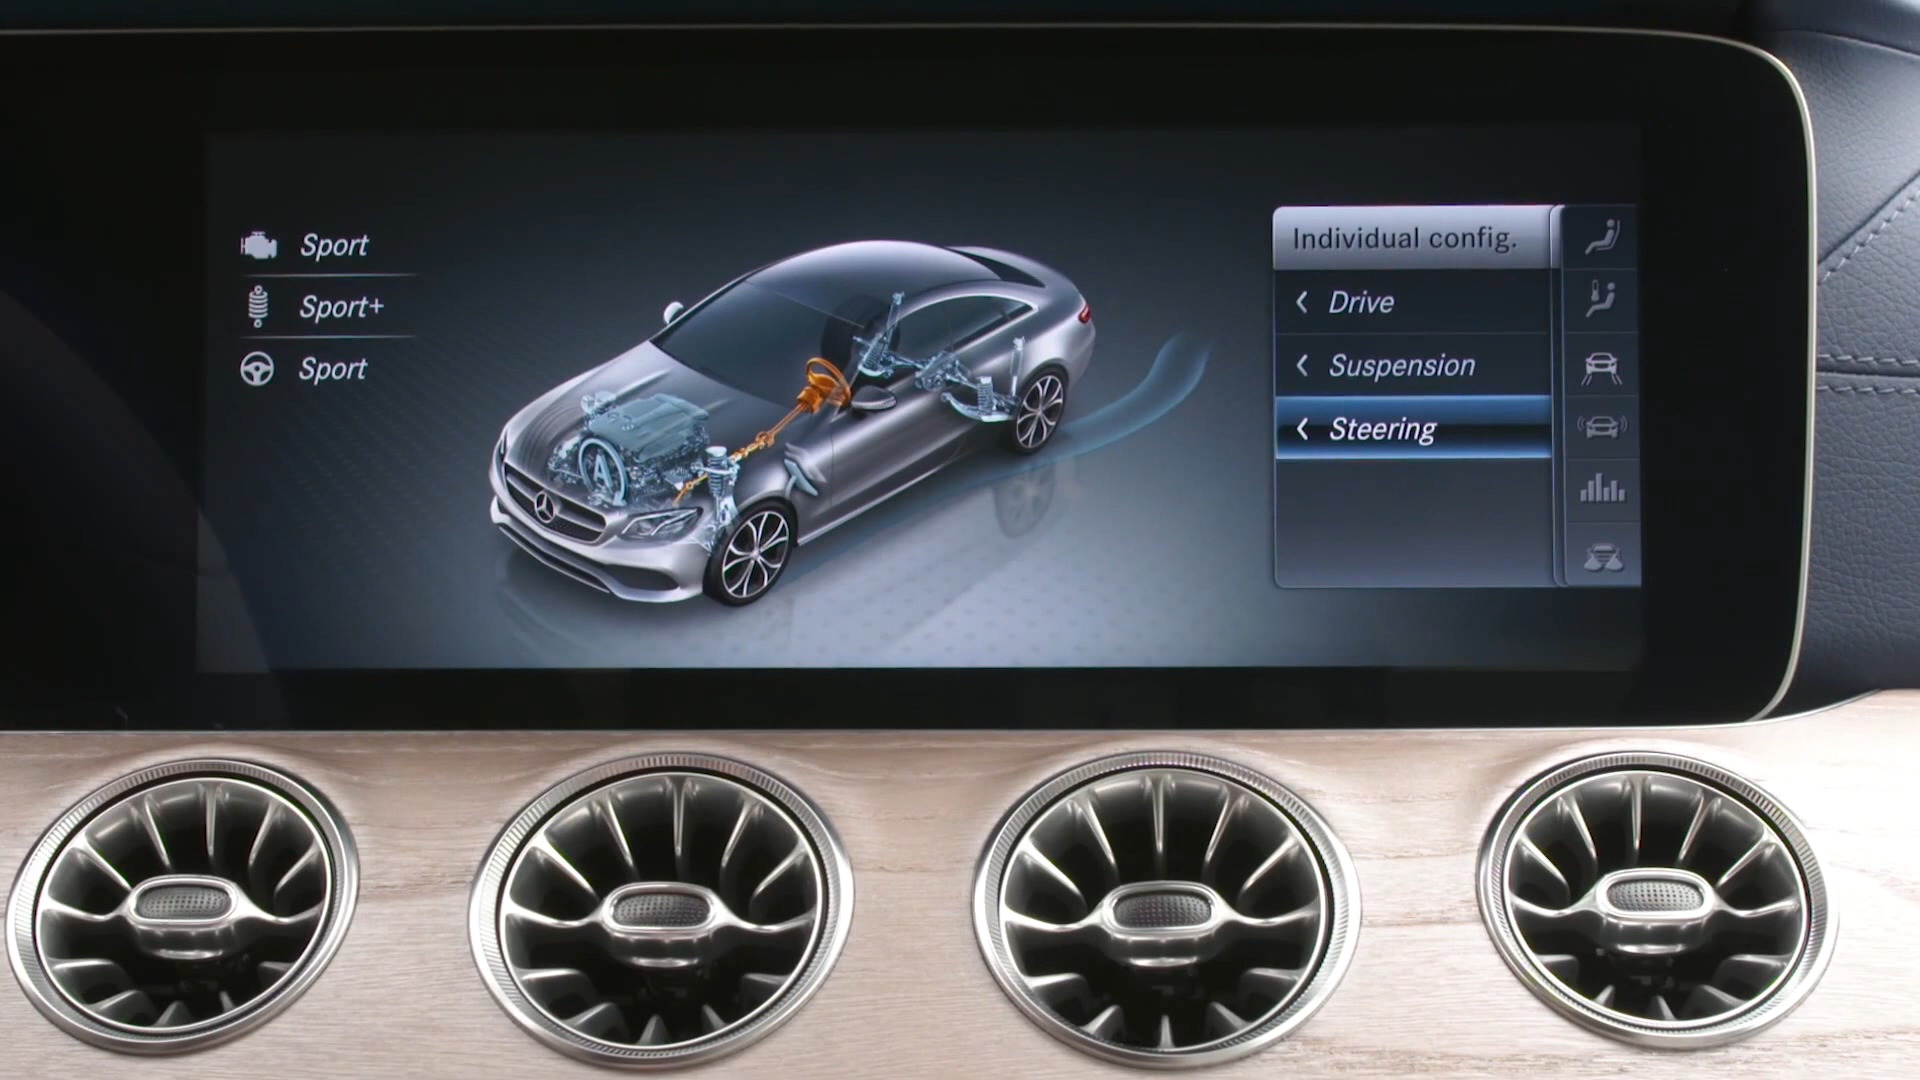 Sport
Sport+
Sport
A
Individual config.
Drive
Suspension
Steering